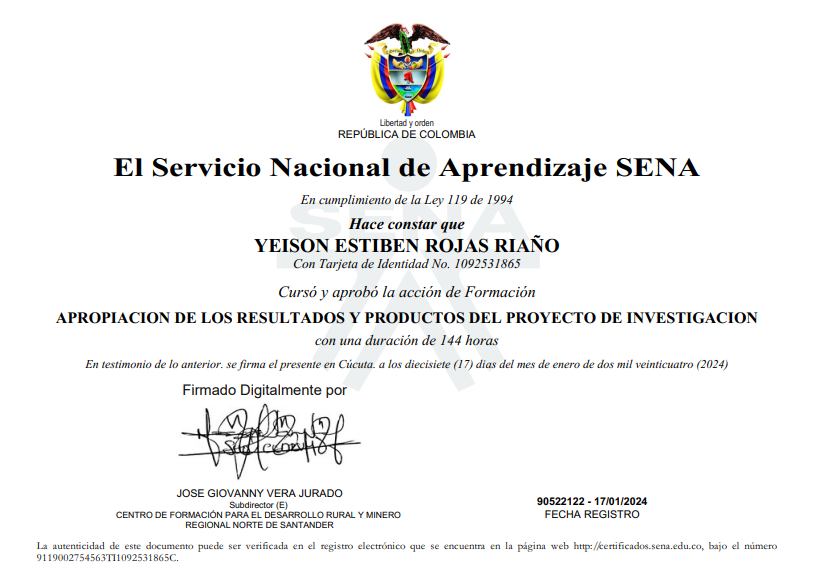 Libertad y orden
REPÚBLICA DE COLOMBIA
El Servicio Nacional de Aprendizaje SENA
En cumplimiento de la Ley 119 de 1994
SENA
Hace constar que
YEISON ESTIBEN ROJAS RIAÑO
Con Tarjeta de Identidad No. 1092531865
Cursó y aprobó la acción de Formación
APROPIACION DE LOS RESULTADOS Y PRODUCTOS DEL PROYECTO DE INVESTIGACION
con una duración de 144 horas
En testimonio de lo anterior. se firma el presente en Cúcuta. a los diecisiete (17) dias del mes de enero de dos mil veinticuatro (2024)
Firmado Digitalmente por
JOSE GIOVANNY VERA JURADO
Subdirector (E)
CENTRO DE FORMACIÓN PARA EL DESARROLLO RURAL Y MINERO
REGIONAL NORTE DE SANTANDER
90522122 - 17/01/2024
FECHA REGISTRO
La autenticidad de este documento puede ser verificada en el registro electrónico que se encuentra en la página web http://certificados.sena.edu.co, bajo el número
9119002754563TI1092531865C.